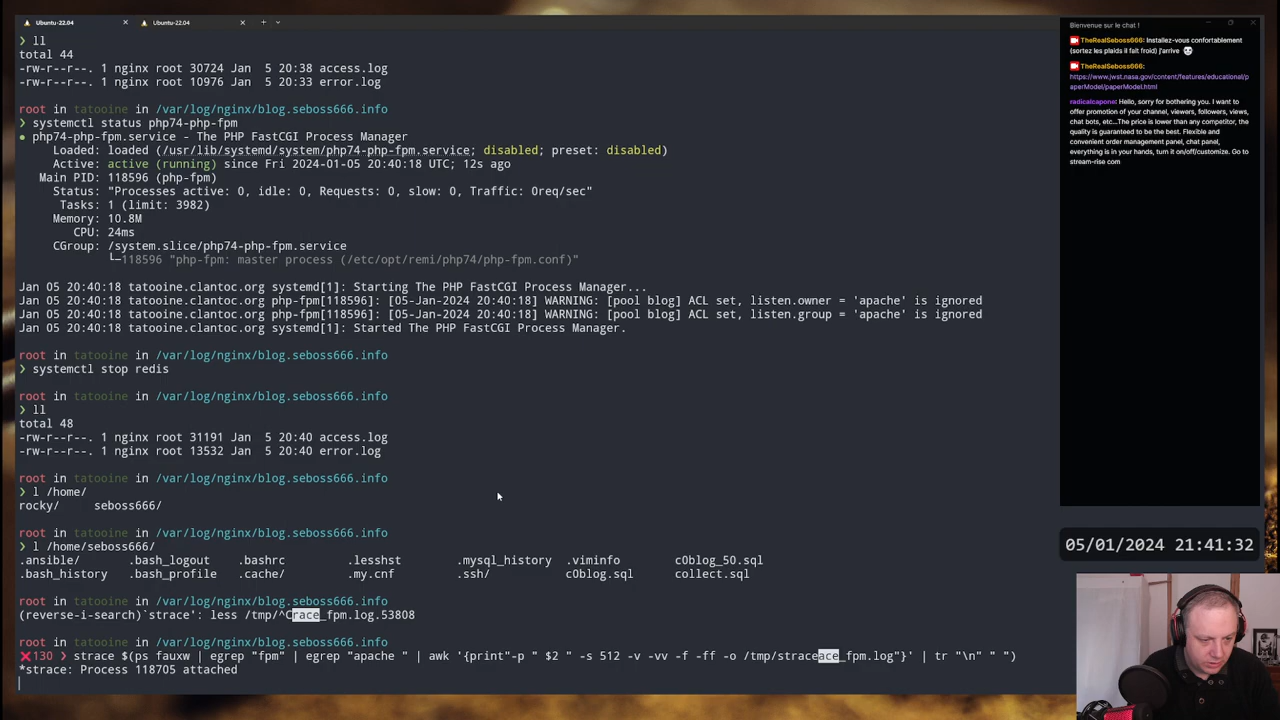 Ubuntu-22.04
Ubuntu-22.04
❯ ll
total 44
-rw-r--r--. 1 nginx root 30724 Jan  5 20:38 access.log
-rw-r--r--. 1 nginx root 10976 Jan  5 20:33 error.log
root in tatooine in /var/log/nginx/blog.seboss666.info
❯ systemctl status php74-php-fpm
● php74-php-fpm.service - The PHP FastCGI Process Manager
Loaded: loaded (/usr/lib/systemd/system/php74-php-fpm.service; disabled; preset: disabled)
Active: active (running) since Fri 2024-01-05 20:40:18 UTC; 12s ago
Main PID: 118596 (php-fpm)
Status: "Processes active: 0, idle: 0, Requests: 0, slow: 0, Traffic: 0req/sec"
Tasks: 1 (limit: 3982)
Memory: 10.8M
CPU: 24ms
CGroup: /system.slice/php74-php-fpm.service
└─118596 "php-fpm: master process (/etc/opt/remi/php74/php-fpm.conf)"
Jan 05 20:40:18 tatooine.clantoc.org systemd[1]: Starting The PHP FastCGI Process Manager...
Jan 05 20:40:18 tatooine.clantoc.org php-fpm[118596]: [05-Jan-2024 20:40:18] WARNING: [pool blog] ACL set, listen.owner = 'apache' is ignored
Jan 05 20:40:18 tatooine.clantoc.org php-fpm[118596]: [05-Jan-2024 20:40:18] WARNING: [pool blog] ACL set, listen.group = 'apache' is ignored
Jan 05 20:40:18 tatooine.clantoc.org systemd[1]: Started The PHP FastCGI Process Manager.
root in tatooine in /var/log/nginx/blog.seboss666.info
❯ systemctl stop redis
root in tatooine in /var/log/nginx/blog.seboss666.info
❯ ll
total 48
-rw-r--r--. 1 nginx root 31191 Jan  5 20:40 access.log
-rw-r--r--. 1 nginx root 13532 Jan  5 20:40 error.log
root in tatooine in /var/log/nginx/blog.seboss666.info
❯ l /home/
rocky/     seboss666/
root in tatooine in /var/log/nginx/blog.seboss666.info
❯ l /home/seboss666/
.ansible/ .bash_logout .bashrc .lesshst .mysql_history .viminfo c0blog_50.sql
.bash_history .bash_profile .cache/ .my.cnf .ssh/ c0blog.sql collect.sql
root in tatooine in /var/log/nginx/blog.seboss666.info
(reverse-i-search)`strace': less /tmp/^Crace_fpm.log.53808
root in tatooine in /var/log/nginx/blog.seboss666.info
❌130 ❯ strace $(ps fauxw | egrep "fpm" | egrep "apache " | awk '{print"-p " $2 " -s 512 -v -vv -f -ff -o /tmp/straceace_fpm.log"}' | tr "\n" " ")
*strace: Process 118705 attached
Bienvenue sur le chat !
TheRealSeboss666: Installez-vous confortablement
(sortez les plaids il fait froid) j'arrive
TheRealSeboss666:
https://www.jwst.nasa.gov/content/features/educational/p
aperModel/paperModel.html
radicalcapone: Hello, sorry for bothering you. I want to
offer promotion of your channel, viewers, followers, views,
chat bots, etc...The price is lower than any competitor, the
quality is guaranteed to be the best. Flexible and
convenient order management panel, chat panel,
everything is in your hands, turn it on/off/customize. Go to
stream-rise com
05/01/2024 21:41:32